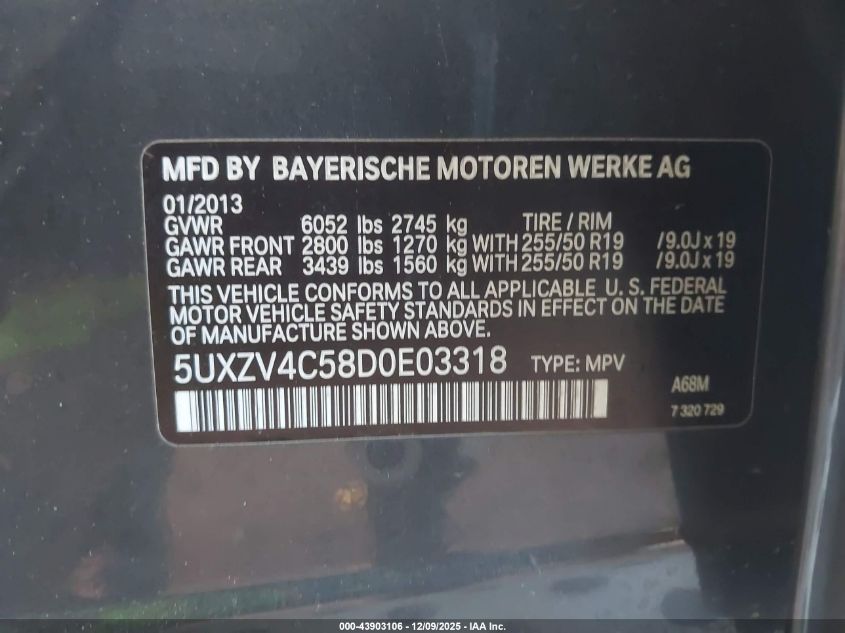 MFD BY BAYERISCHE MOTOREN WERKE AG
01/2013
GVWR 6052 lbs 2745 kg TIRE / RIM
GAWR FRONT 2800 lbs 1270 kg WITH 255/50 R19 /9.0J x 19
GAWR REAR 3439 lbs 1560 kg WITH 255/50 R19 /9.0J x 19
THIS VEHICLE CONFORMS TO ALL APPLICABLE U. S. FEDERAL
MOTOR VEHICLE SAFETY STANDARDS IN EFFECT ON THE DATE
OF MANUFACTURE SHOWN ABOVE.
5UXZV4C58D0E03318 TYPE: MPV
A68M
7 320 729
000-43903106 - 12/09/2025 - IAA Inc.